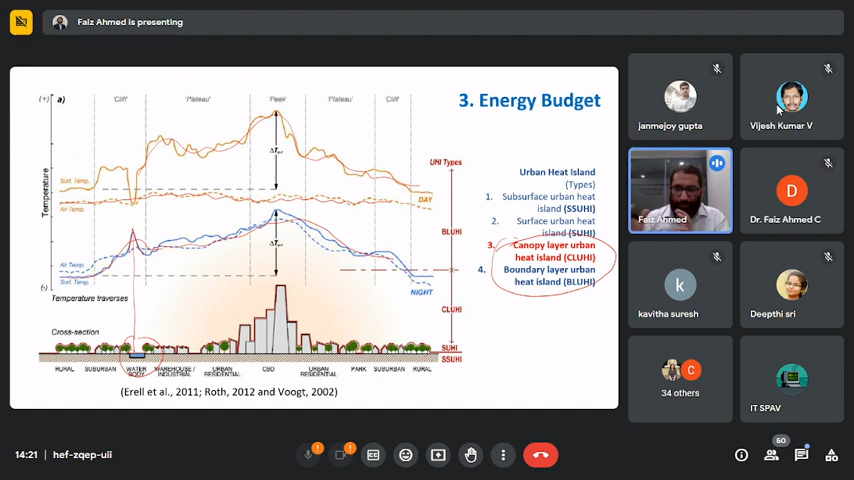 Faiz Ahmed is presenting
3. Energy Budget
(+)
a)
'Cliff'
'Plateau'
'Peak'
'Plateau'
'Cliff'
Temperature
Surf. Temp.
Air Temp.
DAY
Air Temp.
Surf. Temp.
NIGHT
(-)
Temperature traverses
Cross-section
RURAL
SUBURBAN
WATER
BODY
WAREHOUSE /
INDUSTRIAL
URBAN
RESIDENTIAL
CBD
URBAN
RESIDENTIAL
PARK
SUBURBAN
RURAL
UHI Types
BLUHI
CLUHI
SUHI
SSUHI
Urban Heat Island
(Types)
1. Subsurface urban heat
island (SSUHI)
2. Surface urban heat
island (SUHI)
3. Canopy layer urban
heat island (CLUHI)
4. Boundary layer urban
heat island (BLUHI)
(Erell et al., 2011; Roth, 2012 and Voogt, 2002)
janmejoy gupta
Vijesh Kumar V
Faiz Ahmed
D
Dr. Faiz Ahmed C
k
kavitha suresh
Deepthi sri
C
34 others
IT SPAV
14:21
hef-zqep-uii
50